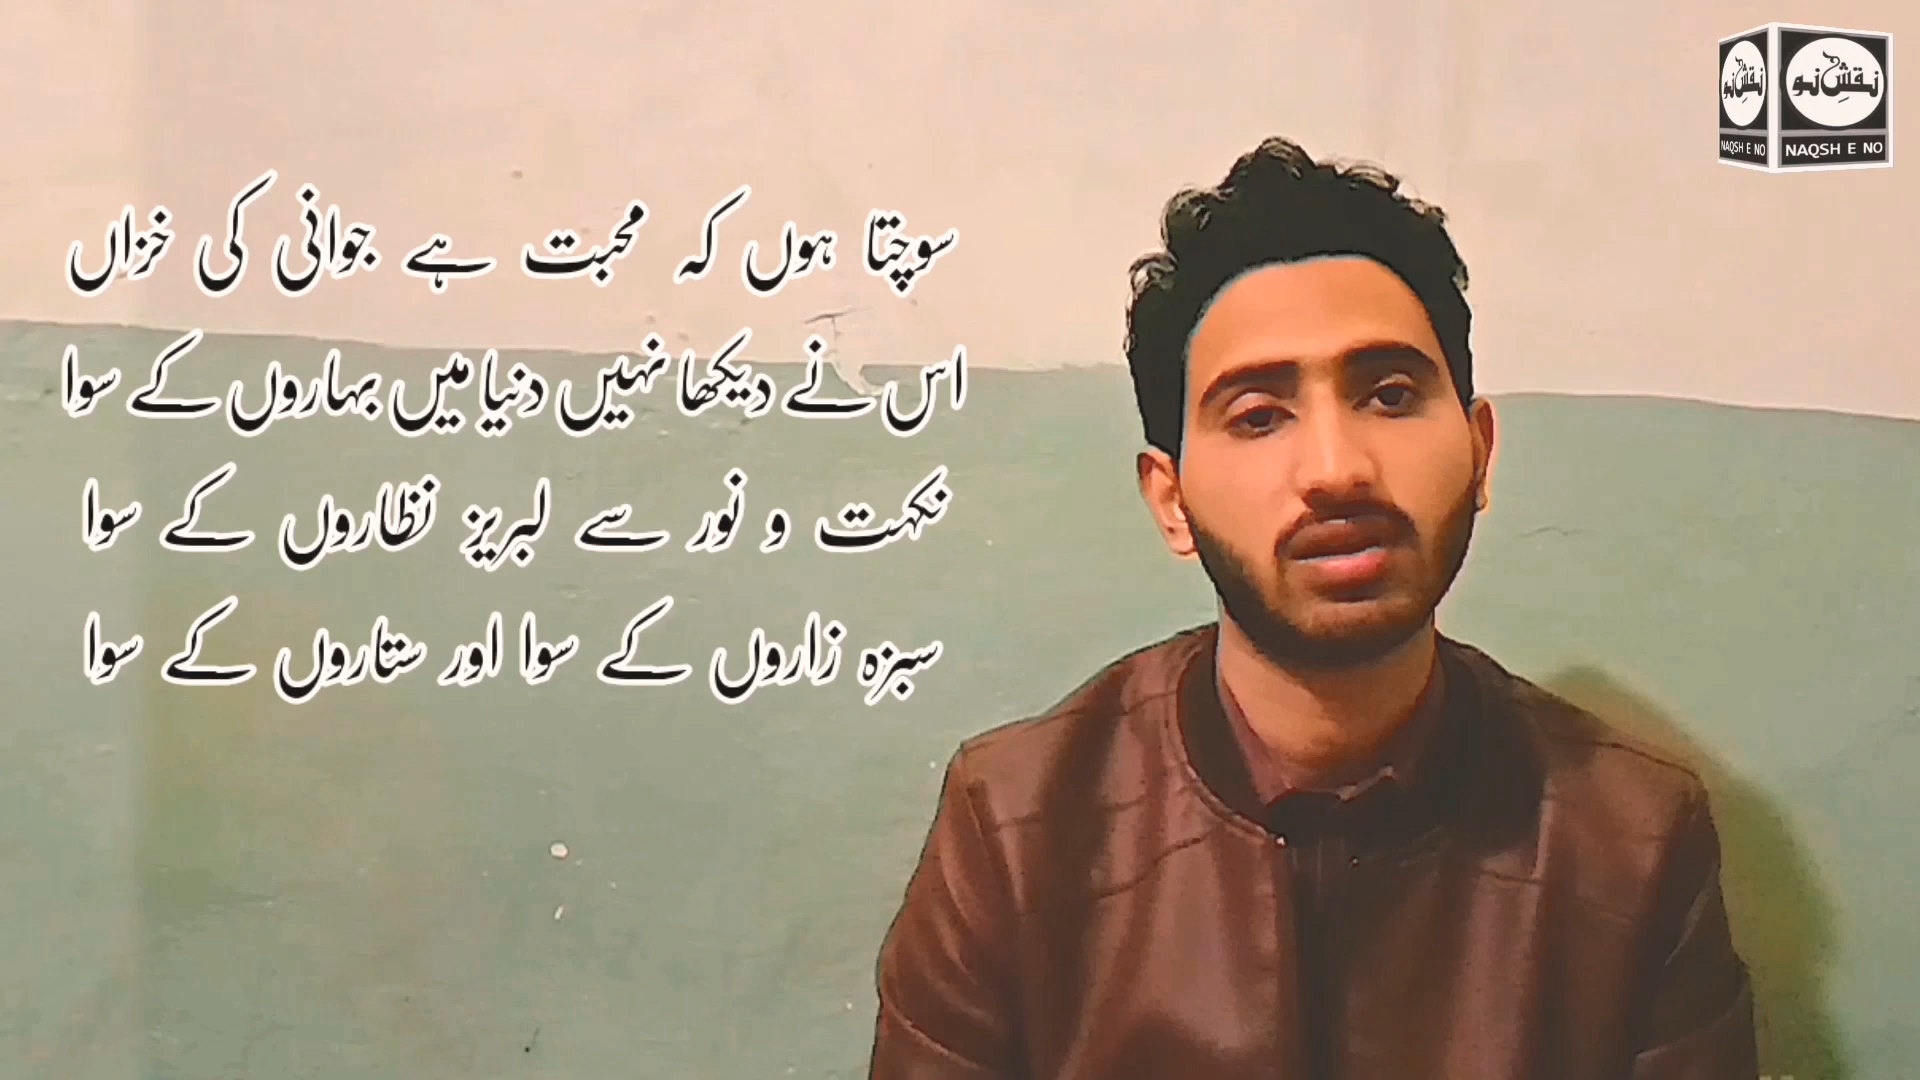 نقشِ نو
نقشِ نو
NAQSH E NO
NAQSH E NO
سوچتا ہوں کہ محبت ہے جوانی کی خزاں
اس نے دیکھا نہیں دنیا میں بہاروں کے سوا
نکہت و نور سے لبریز نظاروں کے سوا
سبزہ زاروں کے سوا اور ستاروں کے سوا